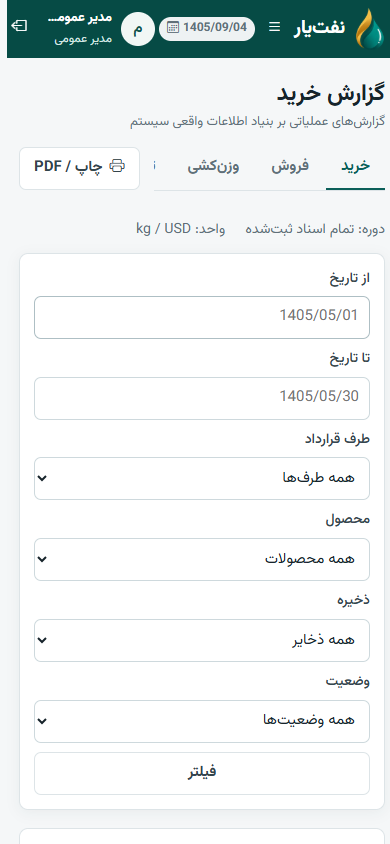 نفت‌یار
1405/09/04
م
مدیر عموم...
مدیر عمومی
گزارش خرید
گزارش‌های عملیاتی بر بنیاد اطلاعات واقعی سیستم
خرید
فروش
وزن‌کشی
چاپ / PDF
دوره: تمام اسناد ثبت‌شده
واحد: kg / USD
از تاریخ
1405/05/01
تا تاریخ
1405/05/30
طرف قرارداد
همه طرف‌ها
محصول
همه محصولات
ذخیره
همه ذخایر
وضعیت
همه وضعیت‌ها
فیلتر